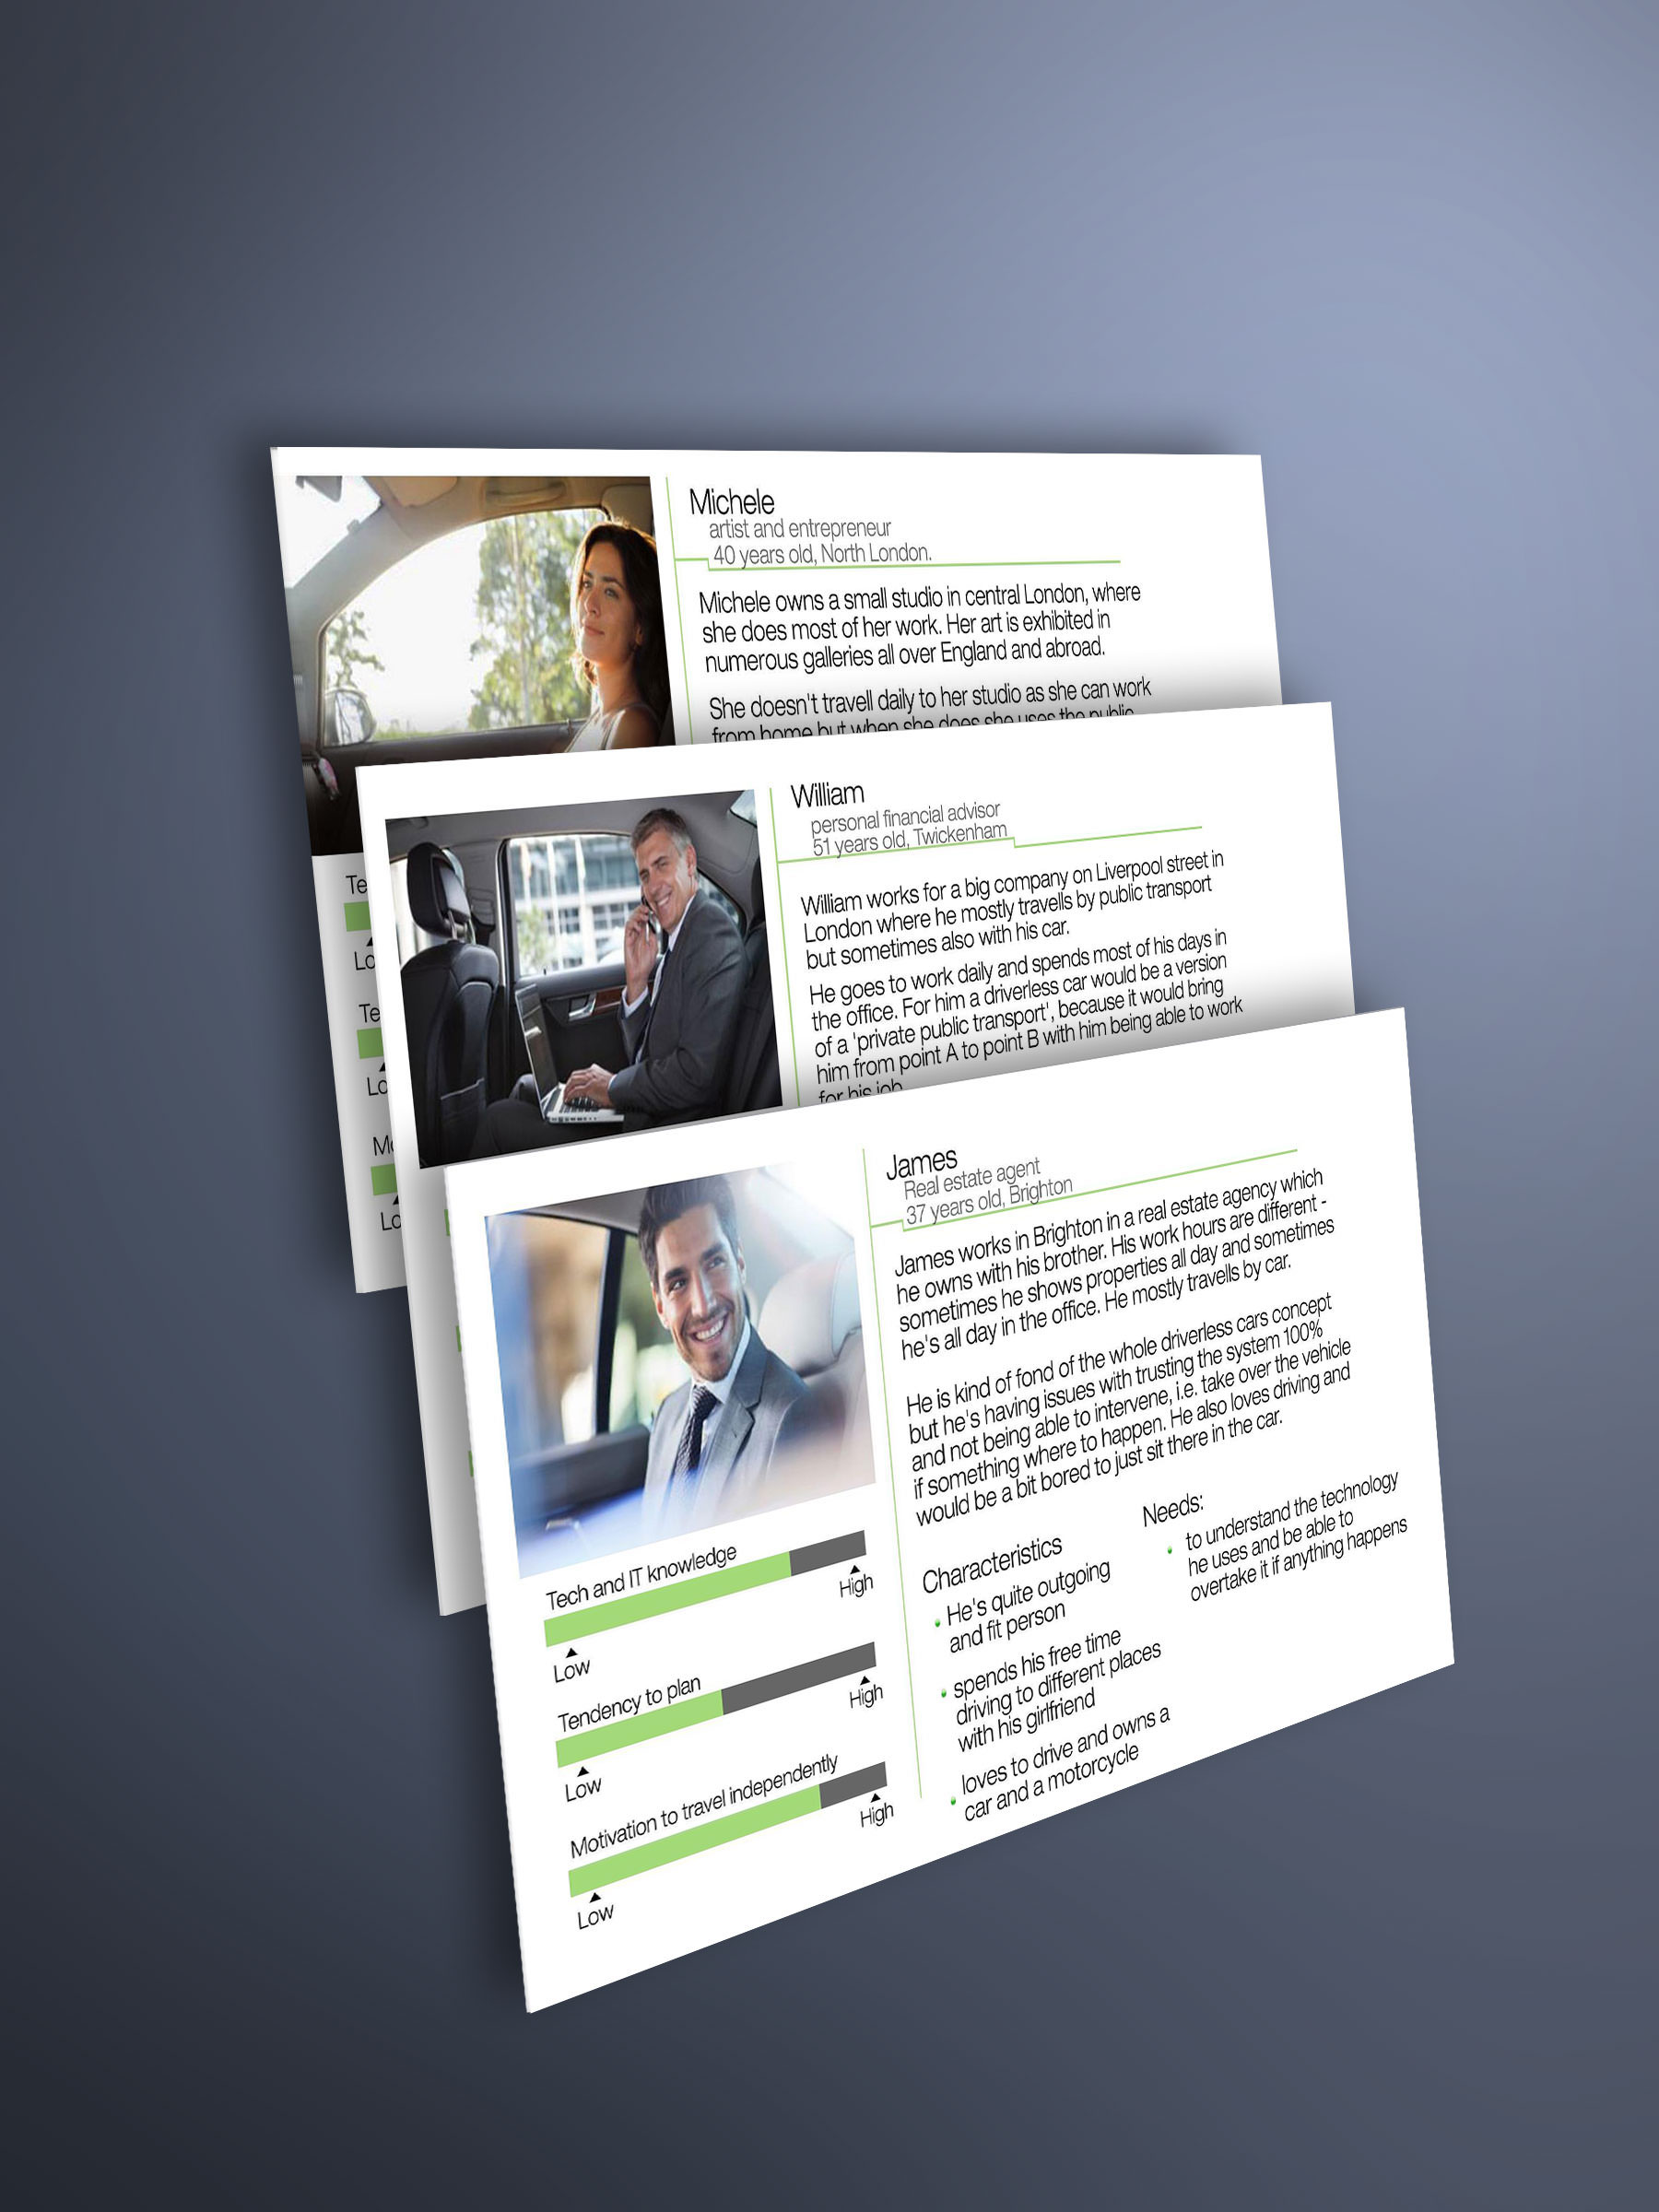 Michele
artist and entrepreneur
40 years old, North London.
Michele owns a small studio in central London, where
she does most of her work. Her art is exhibited in
numerous galleries all over England and abroad.
She doesn't travell daily to her studio as she can work
from home but when she does she uses the public
Te
Lo
Te
Lo
Mo
Lo
William
personal financial advisor
51 years old, Twickenham
William works for a big company on Liverpool street in
London where he mostly travells by public transport
but sometimes also with his car.
He goes to work daily and spends most of his days in
the office. For him a driverless car would be a version
of a 'private public transport', because it would bring
him from point A to point B with him being able to work
for his job
James
Real estate agent
37 years old, Brighton
James works in Brighton in a real estate agency which
he owns with his brother. His work hours are different -
sometimes he shows properties all day and sometimes
he's all day in the office. He mostly travells by car.
He is kind of fond of the whole driverless cars concept
but he's having issues with trusting the system 100%
and not being able to intervene, i.e. take over the vehicle
if something where to happen. He also loves driving and
would be a bit bored to just sit there in the car.
Tech and IT knowledge
Low
High
Tendency to plan
Low
High
Motivation to travel independently
Low
High
Characteristics
He's quite outgoing
and fit person
spends his free time
driving to different places
with his girlfriend
loves to drive and owns a
car and a motorcycle
Needs:
to understand the technology
he uses and be able to
overtake it if anything happens